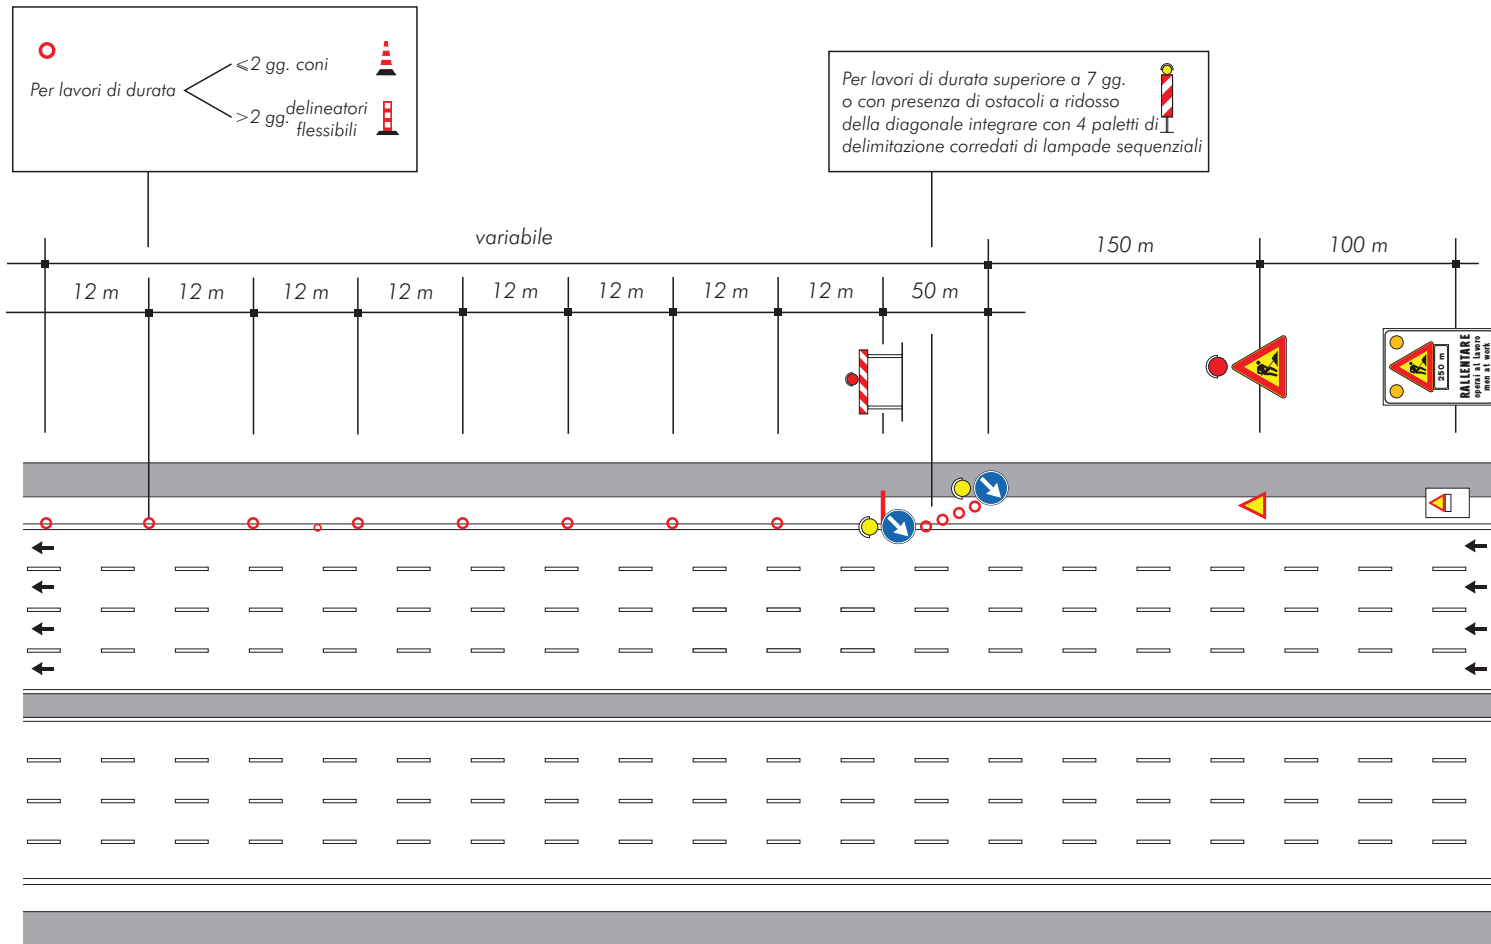 Per lavori di durata
⩽2 gg. coni
>2 gg. delineatori
flessibili
Per lavori di durata superiore a 7 gg.
o con presenza di ostacoli a ridosso
della diagonale integrare con 4 paletti di
delimitazione corredati di lampade sequenziali
variabile
150 m
100 m
12 m
12 m
12 m
12 m
12 m
12 m
12 m
12 m
50 m
250 m
RALLENTARE
operai al lavoro
men at work